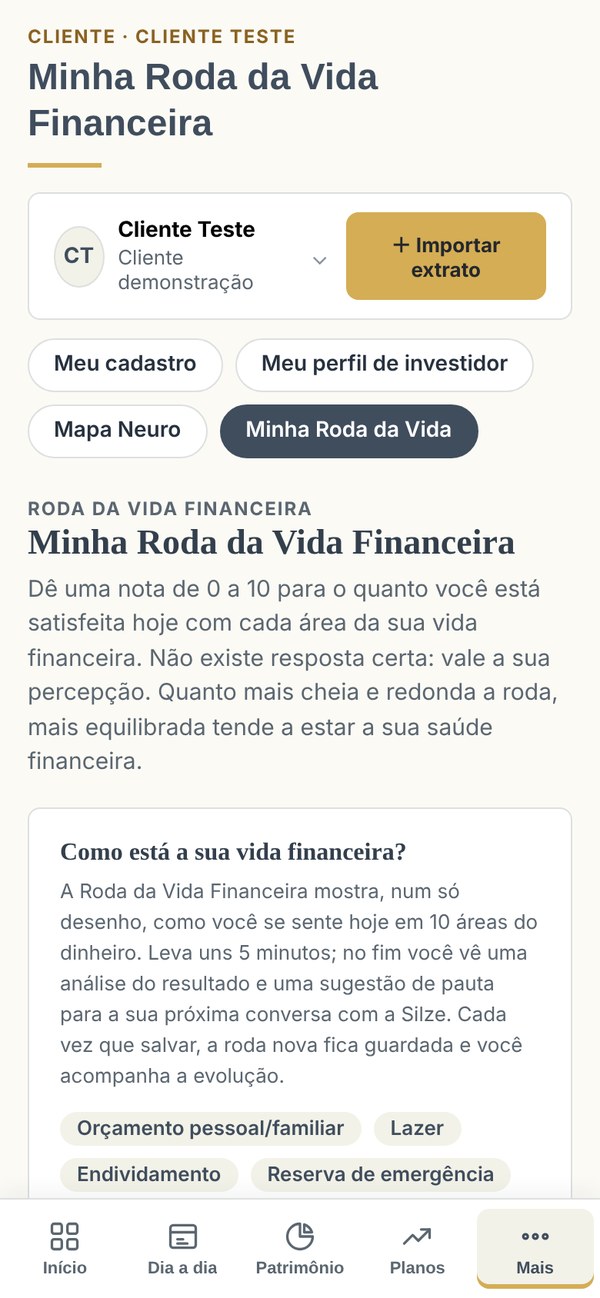 CLIENTE · CLIENTE TESTE
Minha Roda da Vida
Financeira
CT
Cliente Teste
Cliente
demonstração
+ Importar
extrato
Meu cadastro
Meu perfil de investidor
Mapa Neuro
Minha Roda da Vida
RODA DA VIDA FINANCEIRA
Minha Roda da Vida Financeira
Dê uma nota de 0 a 10 para o quanto você está
satisfeita hoje com cada área da sua vida
financeira. Não existe resposta certa: vale a sua
percepção. Quanto mais cheia e redonda a roda,
mais equilibrada tende a estar a sua saúde
financeira.
Como está a sua vida financeira?
A Roda da Vida Financeira mostra, num só
desenho, como você se sente hoje em 10 áreas do
dinheiro. Leva uns 5 minutos; no fim você vê uma
análise do resultado e uma sugestão de pauta
para a sua próxima conversa com a Silze. Cada
vez que salvar, a roda nova fica guardada e você
acompanha a evolução.
Orçamento pessoal/familiar
Lazer
Endividamento
Reserva de emergência
Início
Dia a dia
Patrimônio
Planos
Mais